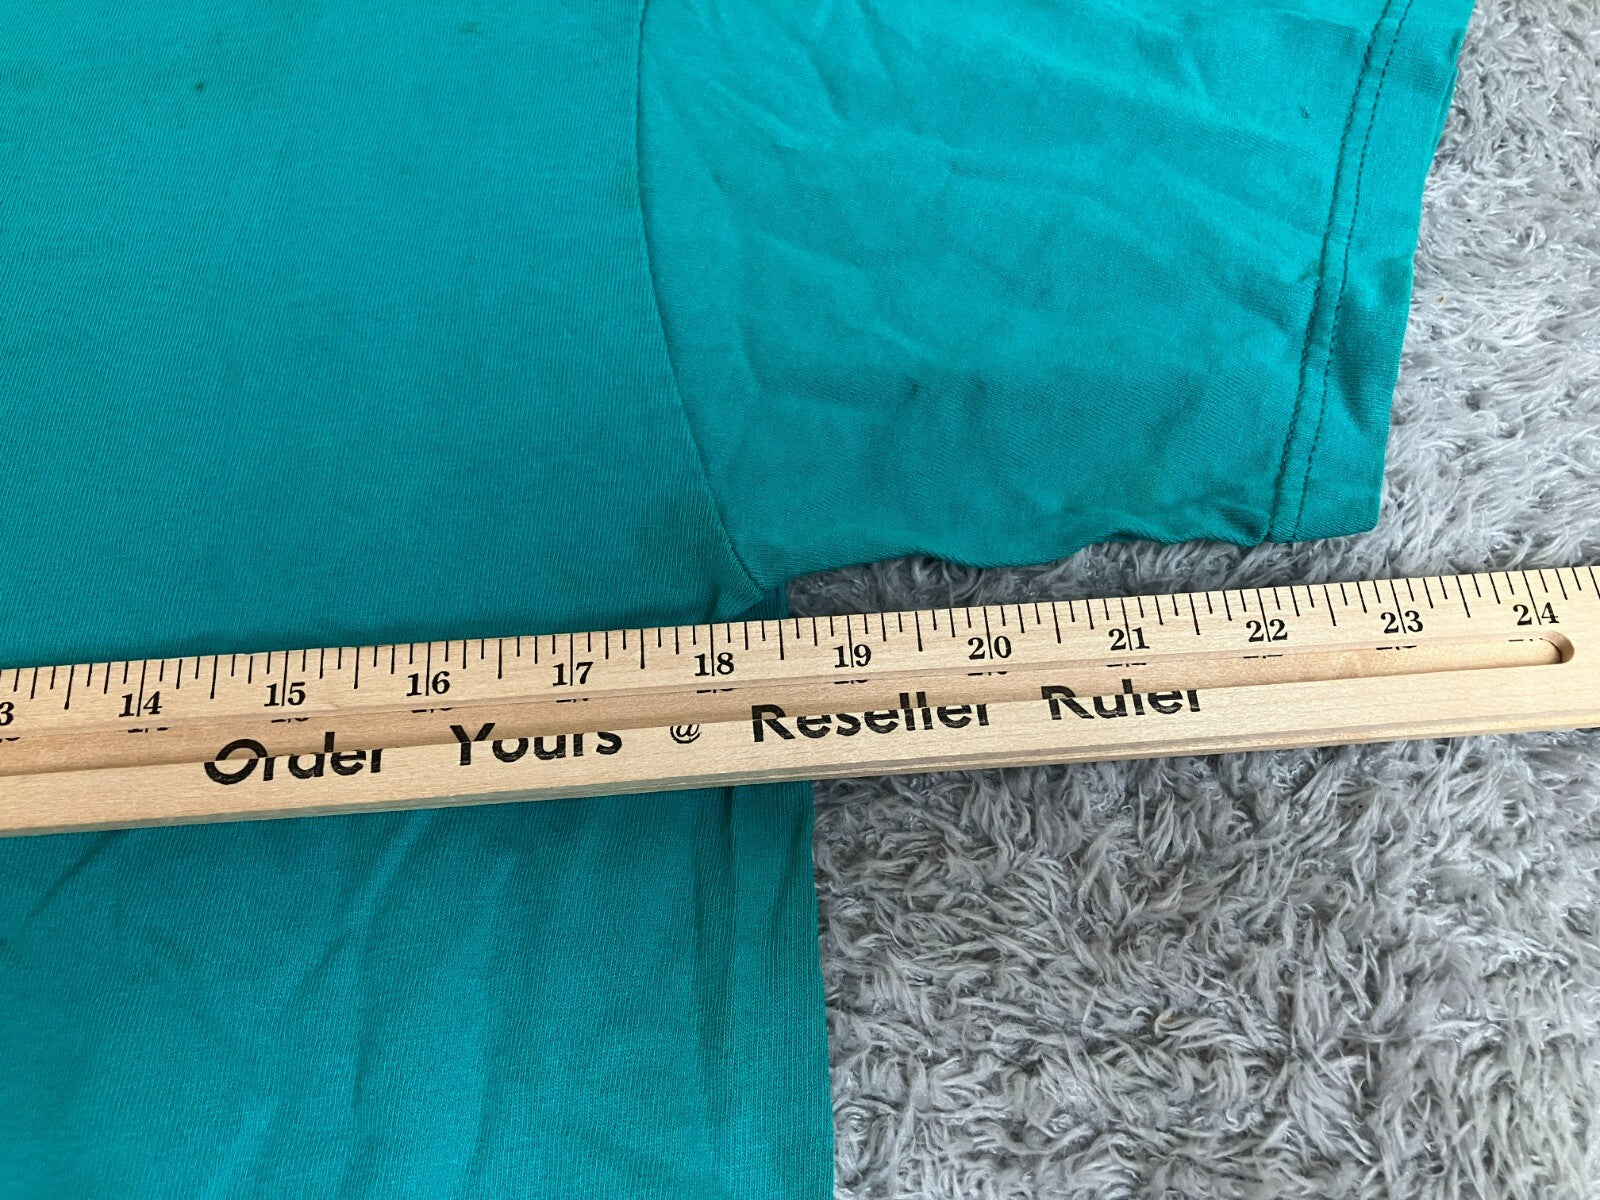 3 14 15 16 17 18 19 20 21 22 23 24
Order Yours @ Reseller Ruler